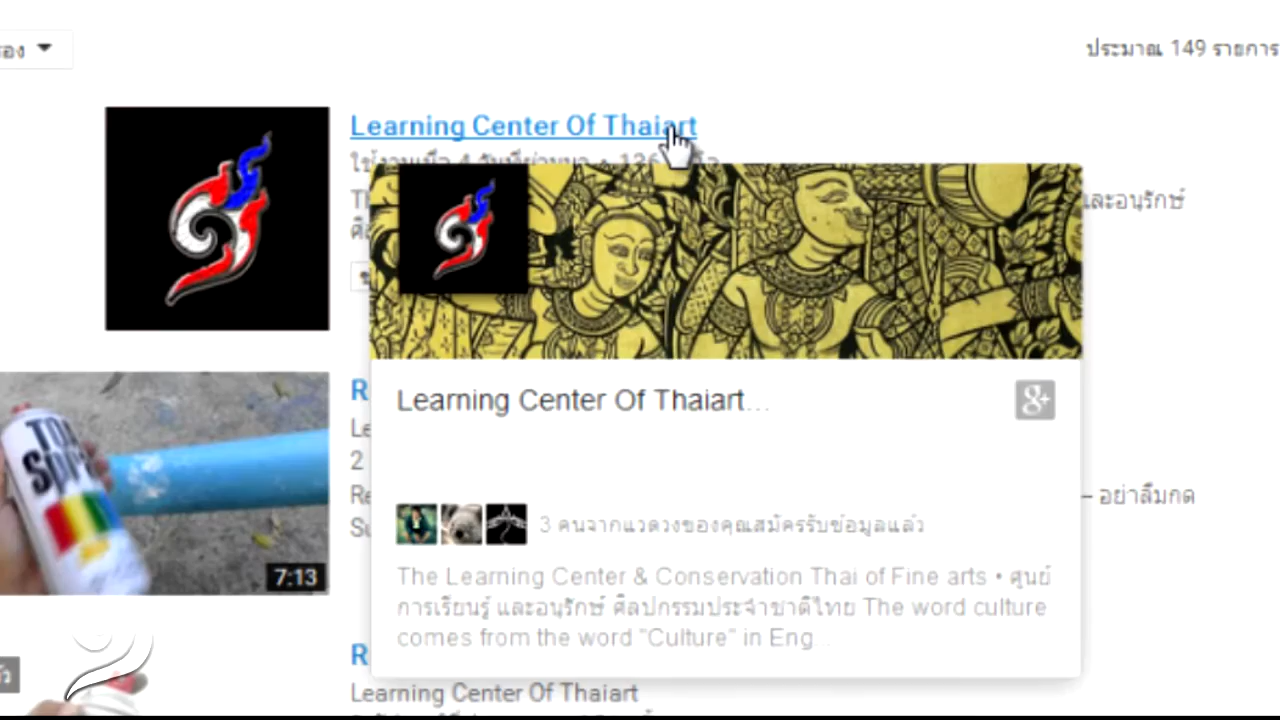 ประมาณ 149 รายการ
Learning Center Of Thaiart
และอนุรักษ์
Learning Center Of Thaiart...
TOA
7:13
– อย่าลืมกด
3 คนจากแวดวงของคุณสมัครรับข้อมูลแล้ว
The Learning Center & Conservation Thai of Fine arts • ศูนย์
การเรียนรู้ และอนุรักษ์ ศิลปกรรมประจำชาติไทย The word culture
comes from the word "Culture" in Eng...
Learning Center Of Thaiart